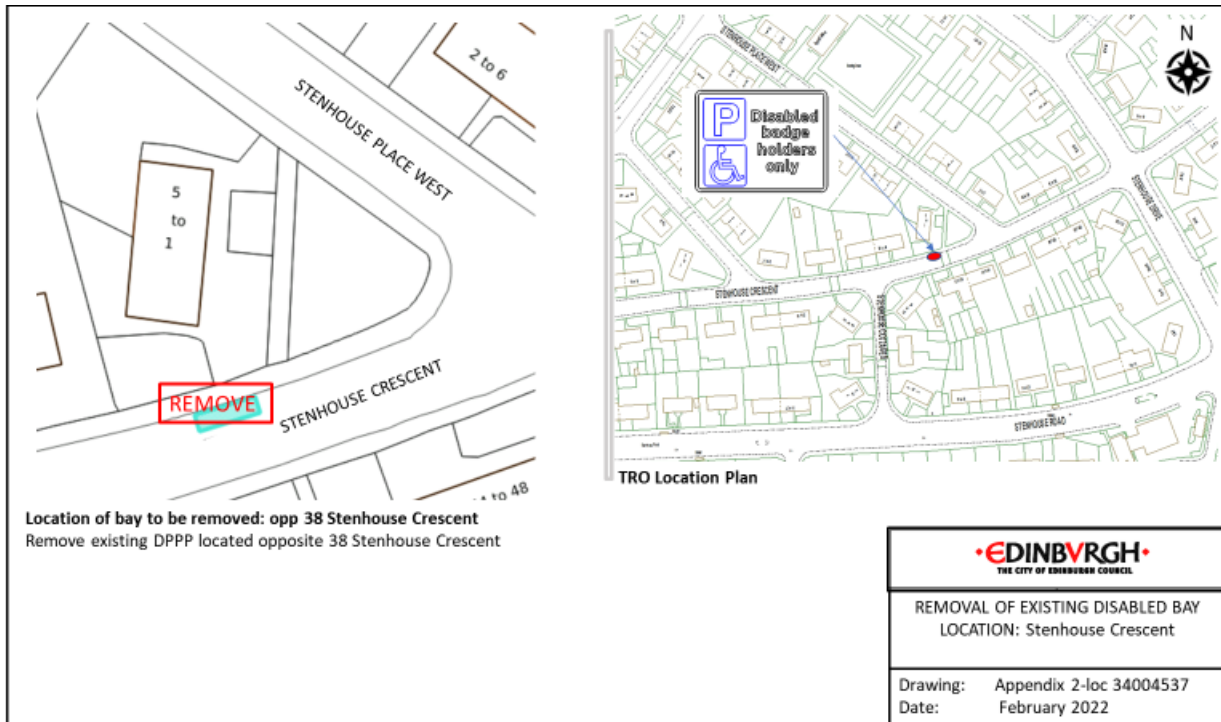 2 to 6
STENHOUSE PLACE WEST
5
to
1
REMOVE
STENHOUSE CRESCENT
to 48
Location of bay to be removed: opp 38 Stenhouse Crescent
Remove existing DPPP located opposite 38 Stenhouse Crescent
N
STENHOUSE PLACE WEST
P
Disabled
badge
holders
only
STENHOUSE DRIVE
STENHOUSE CRESCENT
STENHOUSE COTTAGES
STENHOUSE ROAD
TRO Location Plan
•EDINBVRGH•
THE CITY OF EDINBURGH COUNCIL
REMOVAL OF EXISTING DISABLED BAY
LOCATION: Stenhouse Crescent
Drawing: Appendix 2-loc 34004537
Date: February 2022